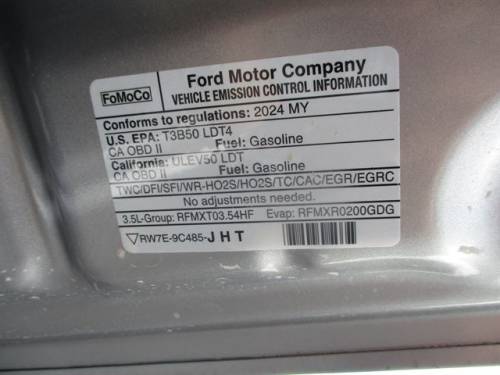 FoMoCo
Ford Motor Company
VEHICLE EMISSION CONTROL INFORMATION
Conforms to regulations: 2024 MY
U.S. EPA: T3B50 LDT4
CA OBD II Fuel: Gasoline
California: ULEV50 LDT
CA OBD II Fuel: Gasoline
TWC/DFI/SFI/WR-HO2S/HO2S/TC/CAC/EGR/EGRC
No adjustments needed.
3.5L-Group: RFMXT03.54HF Evap: RFMXR0200GDG
RW7E-9C485-JHT